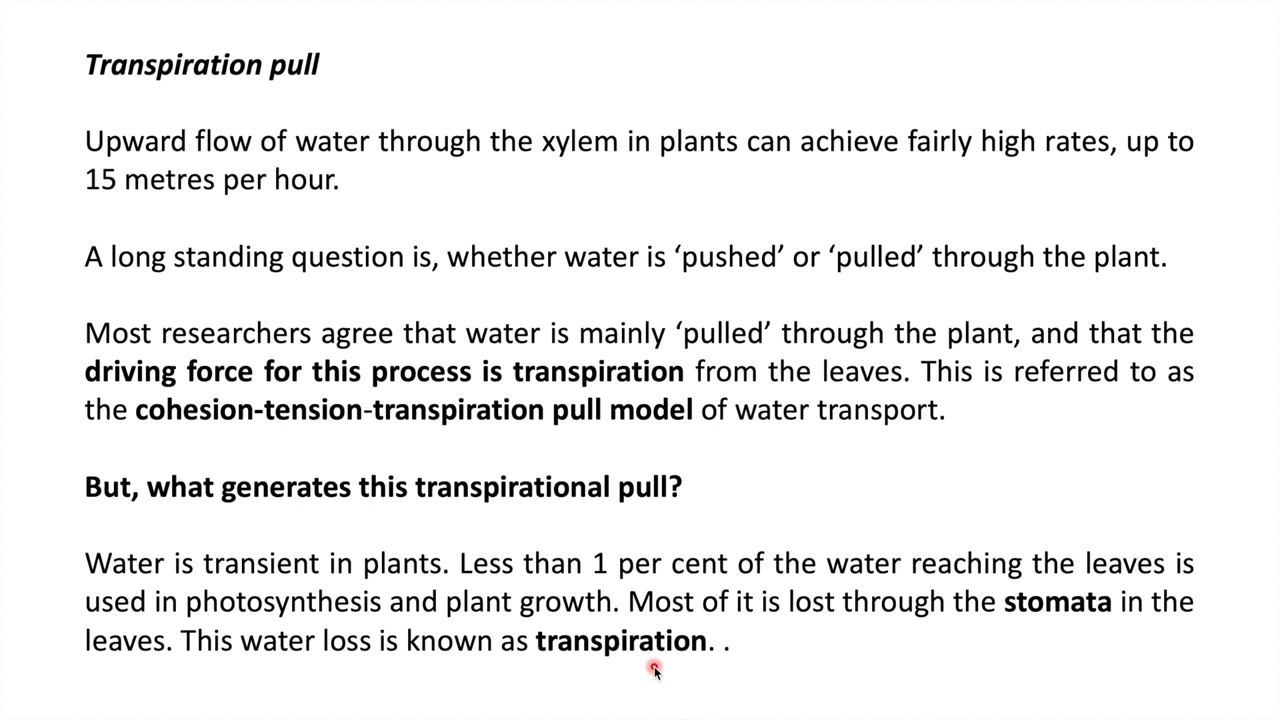 Transpiration pull
Upward flow of water through the xylem in plants can achieve fairly high rates, up to
15 metres per hour.
A long standing question is, whether water is ‘pushed’ or ‘pulled’ through the plant.
Most researchers agree that water is mainly ‘pulled’ through the plant, and that the
driving force for this process is transpiration from the leaves. This is referred to as
the cohesion-tension-transpiration pull model of water transport.
But, what generates this transpirational pull?
Water is transient in plants. Less than 1 per cent of the water reaching the leaves is
used in photosynthesis and plant growth. Most of it is lost through the stomata in the
leaves. This water loss is known as transpiration. .